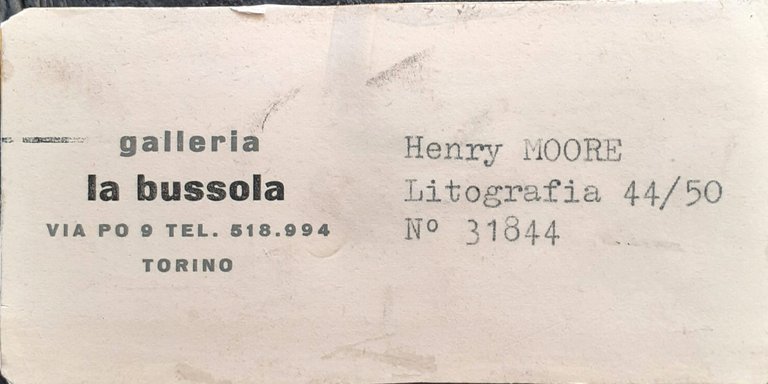 galleria
la bussola
VIA PO 9 TEL. 518.994
TORINO
Henry MOORE
Litografia 44/50
Nº 31844